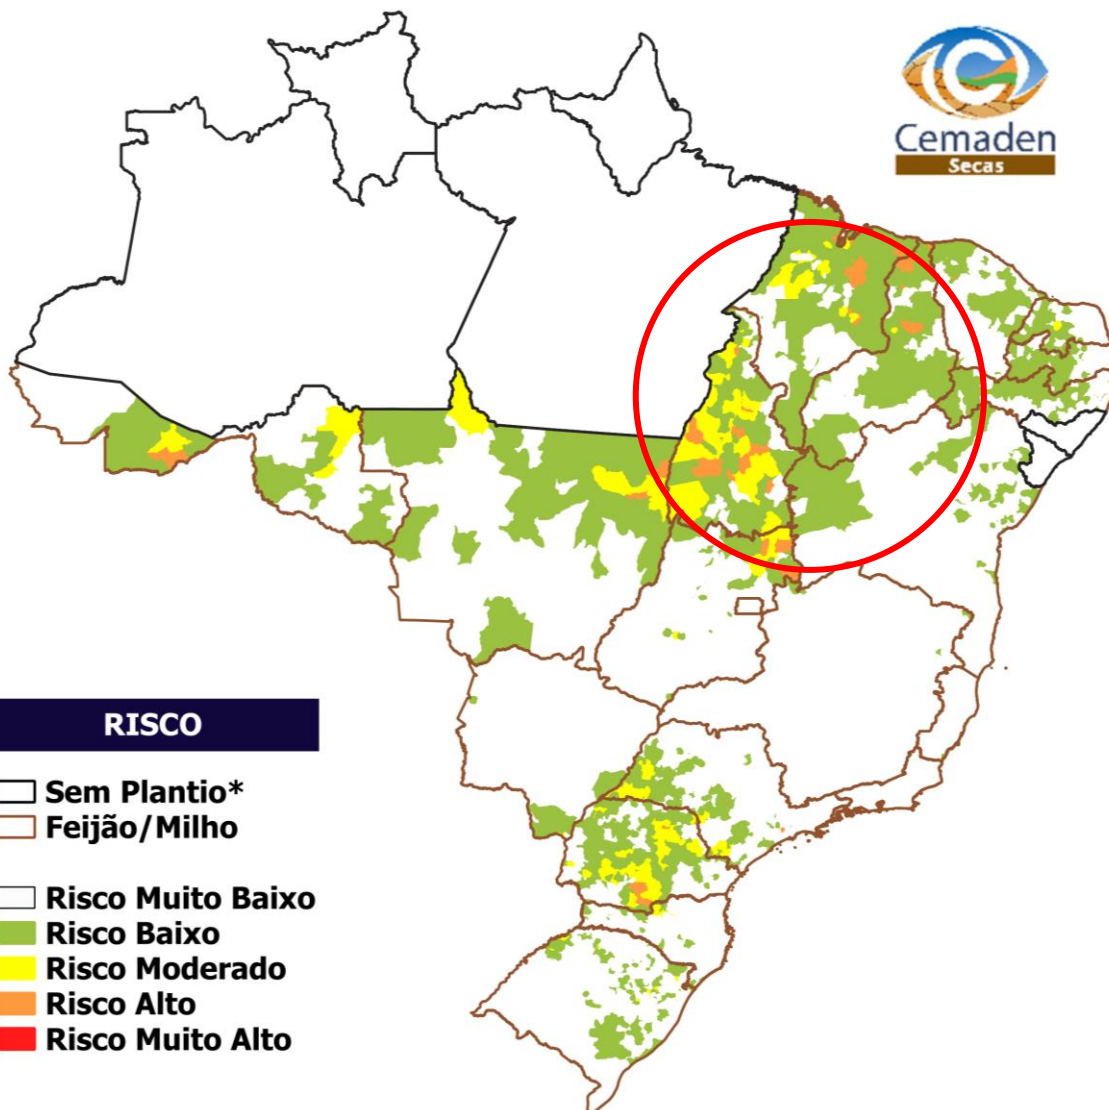 Cemaden
Secas
RISCO
Sem Plantio*
Feijão/Milho
Risco Muito Baixo
Risco Baixo
Risco Moderado
Risco Alto
Risco Muito Alto